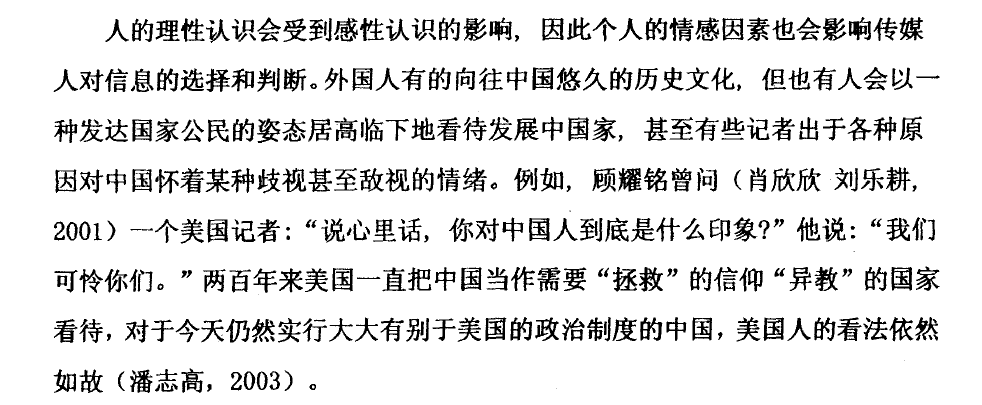 人的理性认识会受到感性认识的影响，因此个人的情感因素也会影响传媒
人对信息的选择和判断。外国人有的向往中国悠久的历史文化，但也有人会以一
种发达国家公民的姿态居高临下地看待发展中国家，甚至有些记者出于各种原
因对中国怀着某种歧视甚至敌视的情绪。例如，顾耀铭曾问（肖欣欣 刘乐耕，
2001）一个美国记者：“说心里话，你对中国人到底是什么印象?”他说：“我们
可怜你们。”两百年来美国一直把中国当作需要“拯救”的信仰“异教”的国家
看待，对于今天仍然实行大大有别于美国的政治制度的中国，美国人的看法依然
如故（潘志高，2003）。